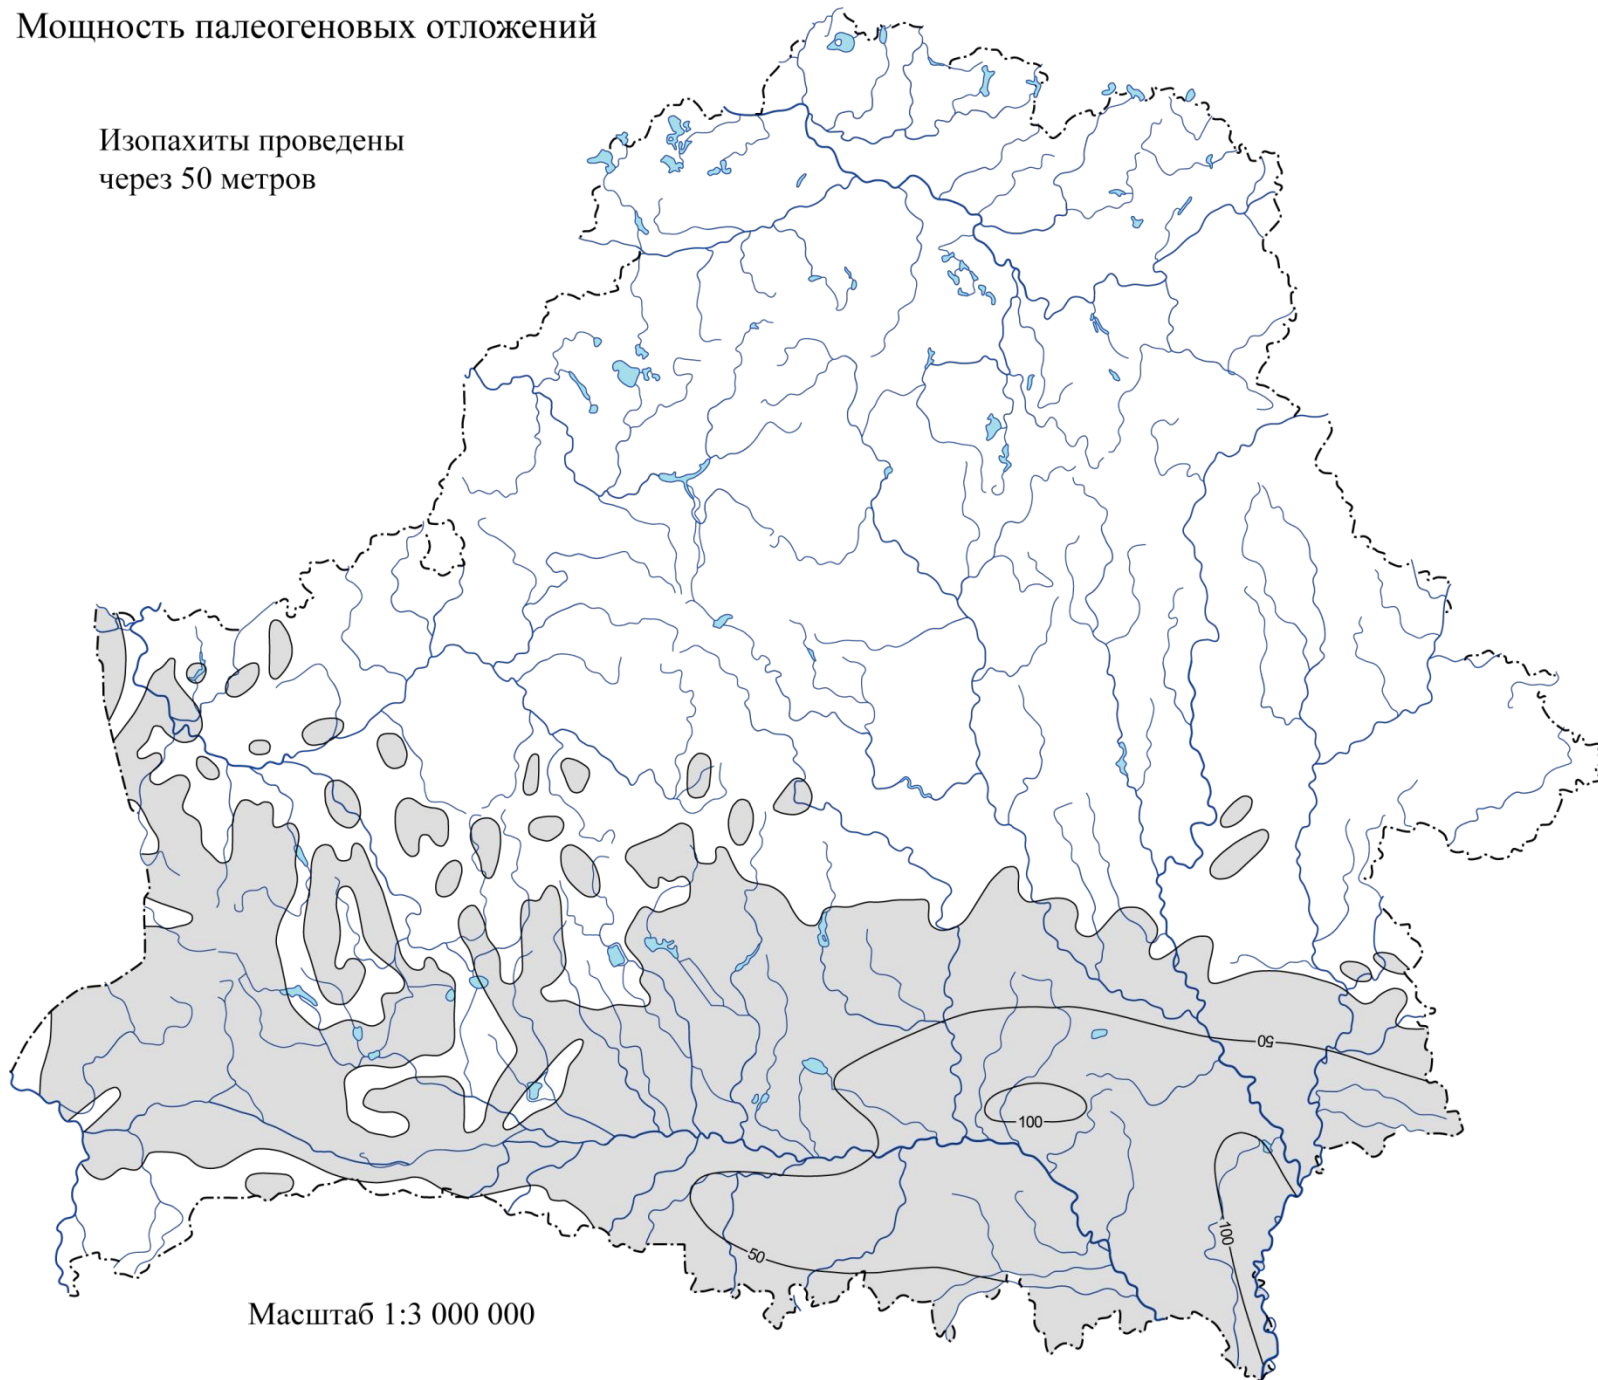 Мощность палеогеновых отложений
Изопахиты проведены
через 50 метров
50
100
100
50
Масштаб 1:3 000 000